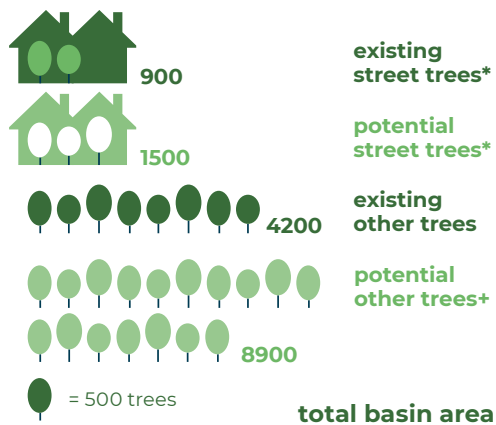 existing
street trees*
900
potential
street trees*
1500
existing
other trees
4200
potential
other trees+
8900
= 500 trees
total basin area